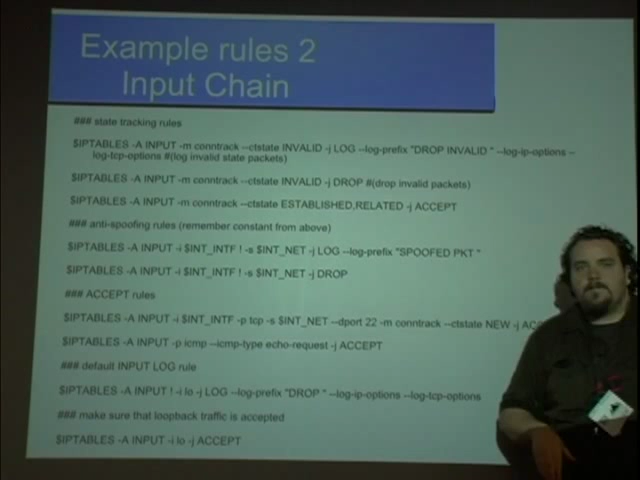 Example rules 2
Input Chain
### state tracking rules
$IPTABLES -A INPUT -m conntrack --ctstate INVALID -j LOG --log-prefix "DROP INVALID " --log-ip-options --
log-tcp-options #(log invalid state packets)
$IPTABLES -A INPUT -m conntrack --ctstate INVALID -j DROP #(drop invalid packets)
$IPTABLES -A INPUT -m conntrack --ctstate ESTABLISHED,RELATED -j ACCEPT
### anti-spoofing rules (remember constant from above)
$IPTABLES -A INPUT -i $INT_INTF ! -s $INT_NET -j LOG --log-prefix "SPOOFED PKT "
$IPTABLES -A INPUT -i $INT_INTF ! -s $INT_NET -j DROP
### ACCEPT rules
$IPTABLES -A INPUT -i $INT_INTF -p tcp -s $INT_NET --dport 22 -m conntrack --ctstate NEW -j ACC
$IPTABLES -A INPUT -p icmp --icmp-type echo-request -j ACCEPT
### default INPUT LOG rule
$IPTABLES -A INPUT ! -i lo -j LOG --log-prefix "DROP " --log-ip-options --log-tcp-options
### make sure that loopback traffic is accepted
$IPTABLES -A INPUT -i lo -j ACCEPT